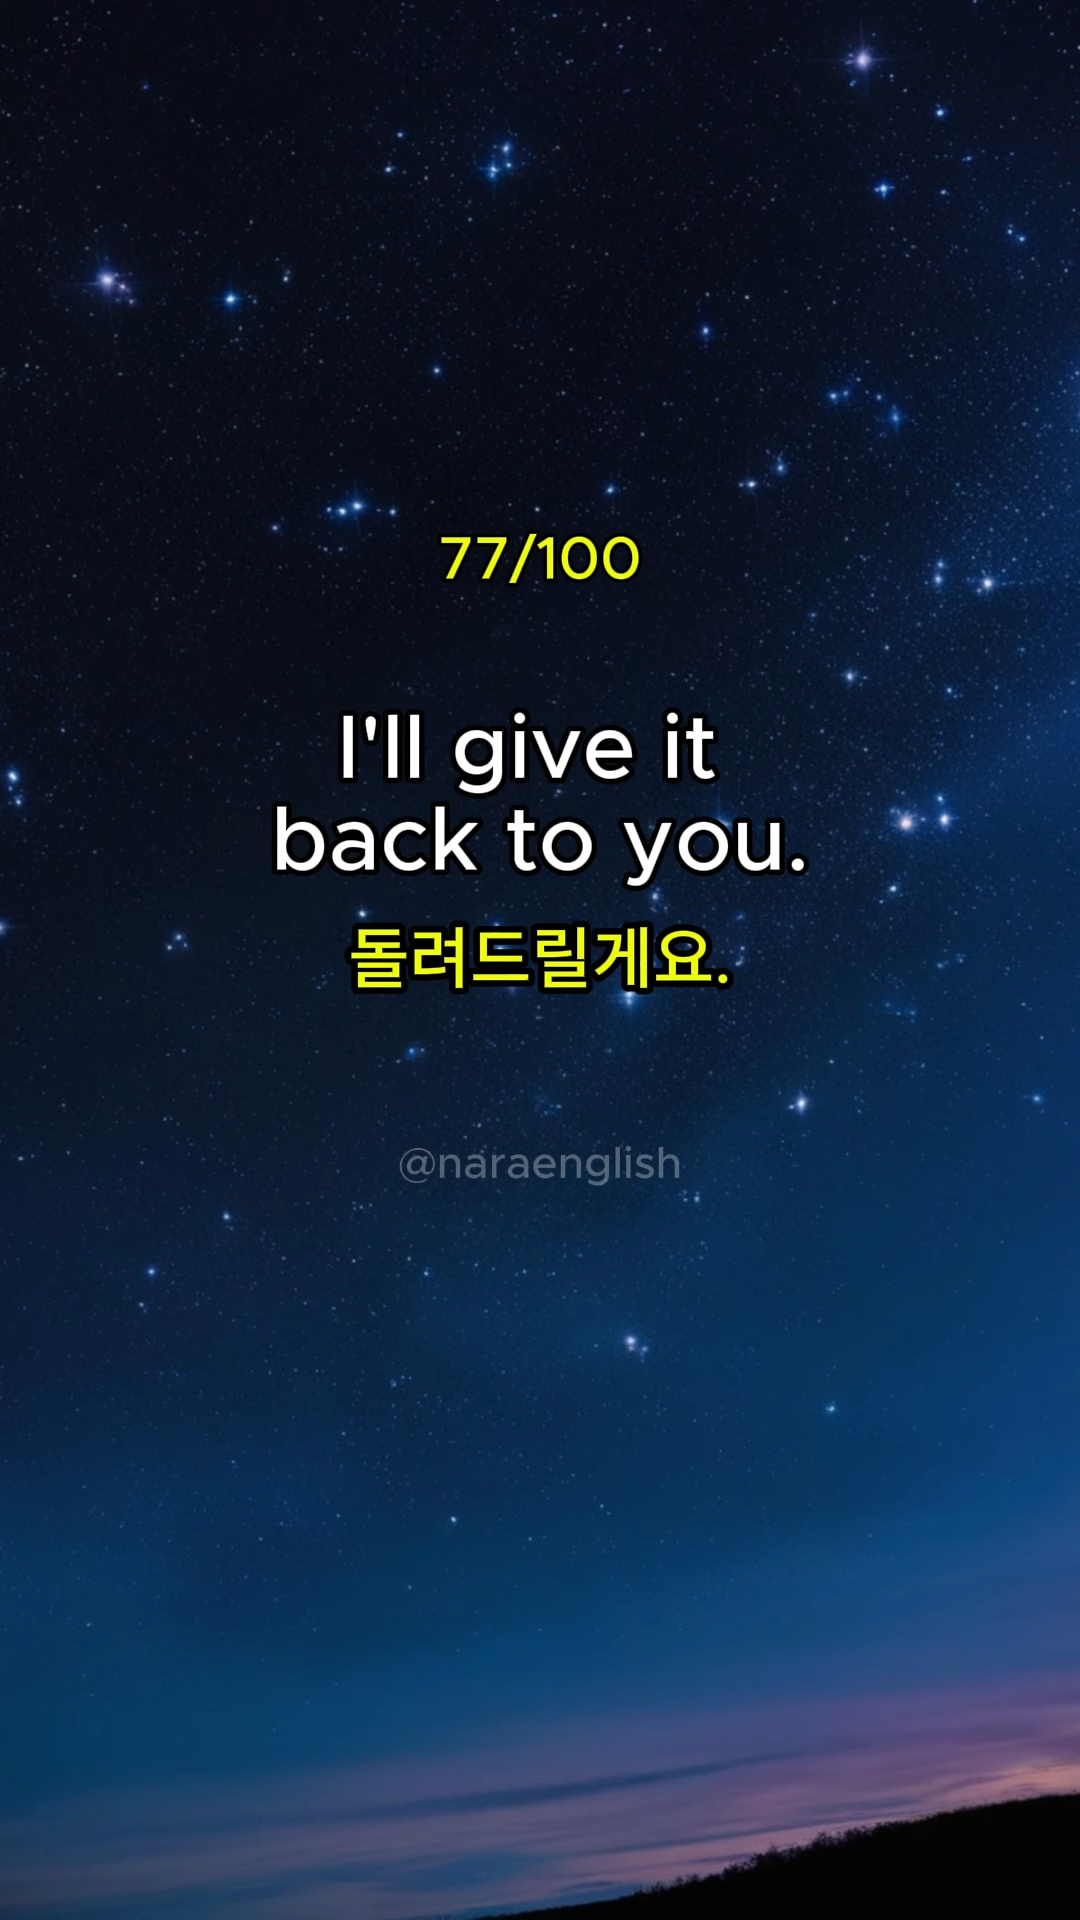 77/100
I'll give it
back to you.
돌려드릴게요.
@naraenglish